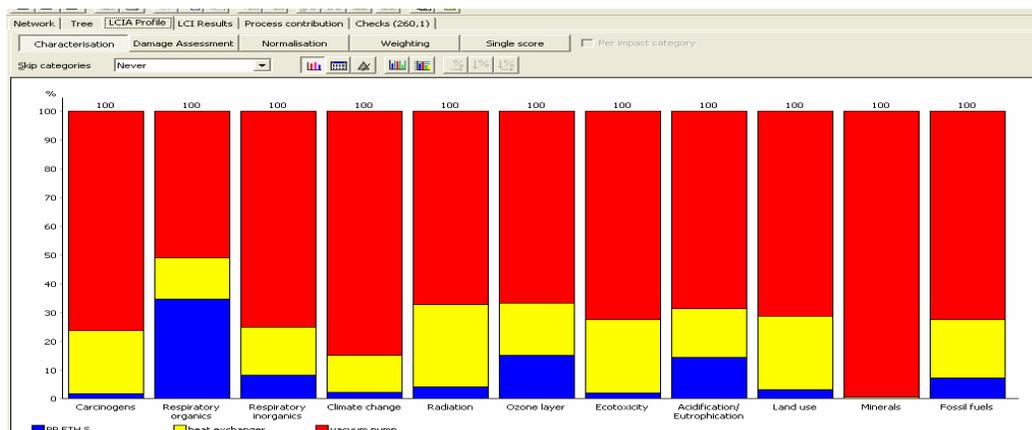 Network Tree LCIA Profile LCI Results Process contribution Checks (260,1)
Characterisation Damage Assessment Normalisation Weighting Single score Per impact category
Skip categories Never
%
100 100 100 100 100 100 100 100 100 100 100
100
90
80
70
60
50
40
30
20
10
0
Carcinogens Respiratory organics Respiratory inorganics Climate change Radiation Ozone layer Ecotoxicity Acidification/ Eutrophication Land use Minerals Fossil fuels
heat exchanger vacuum pump